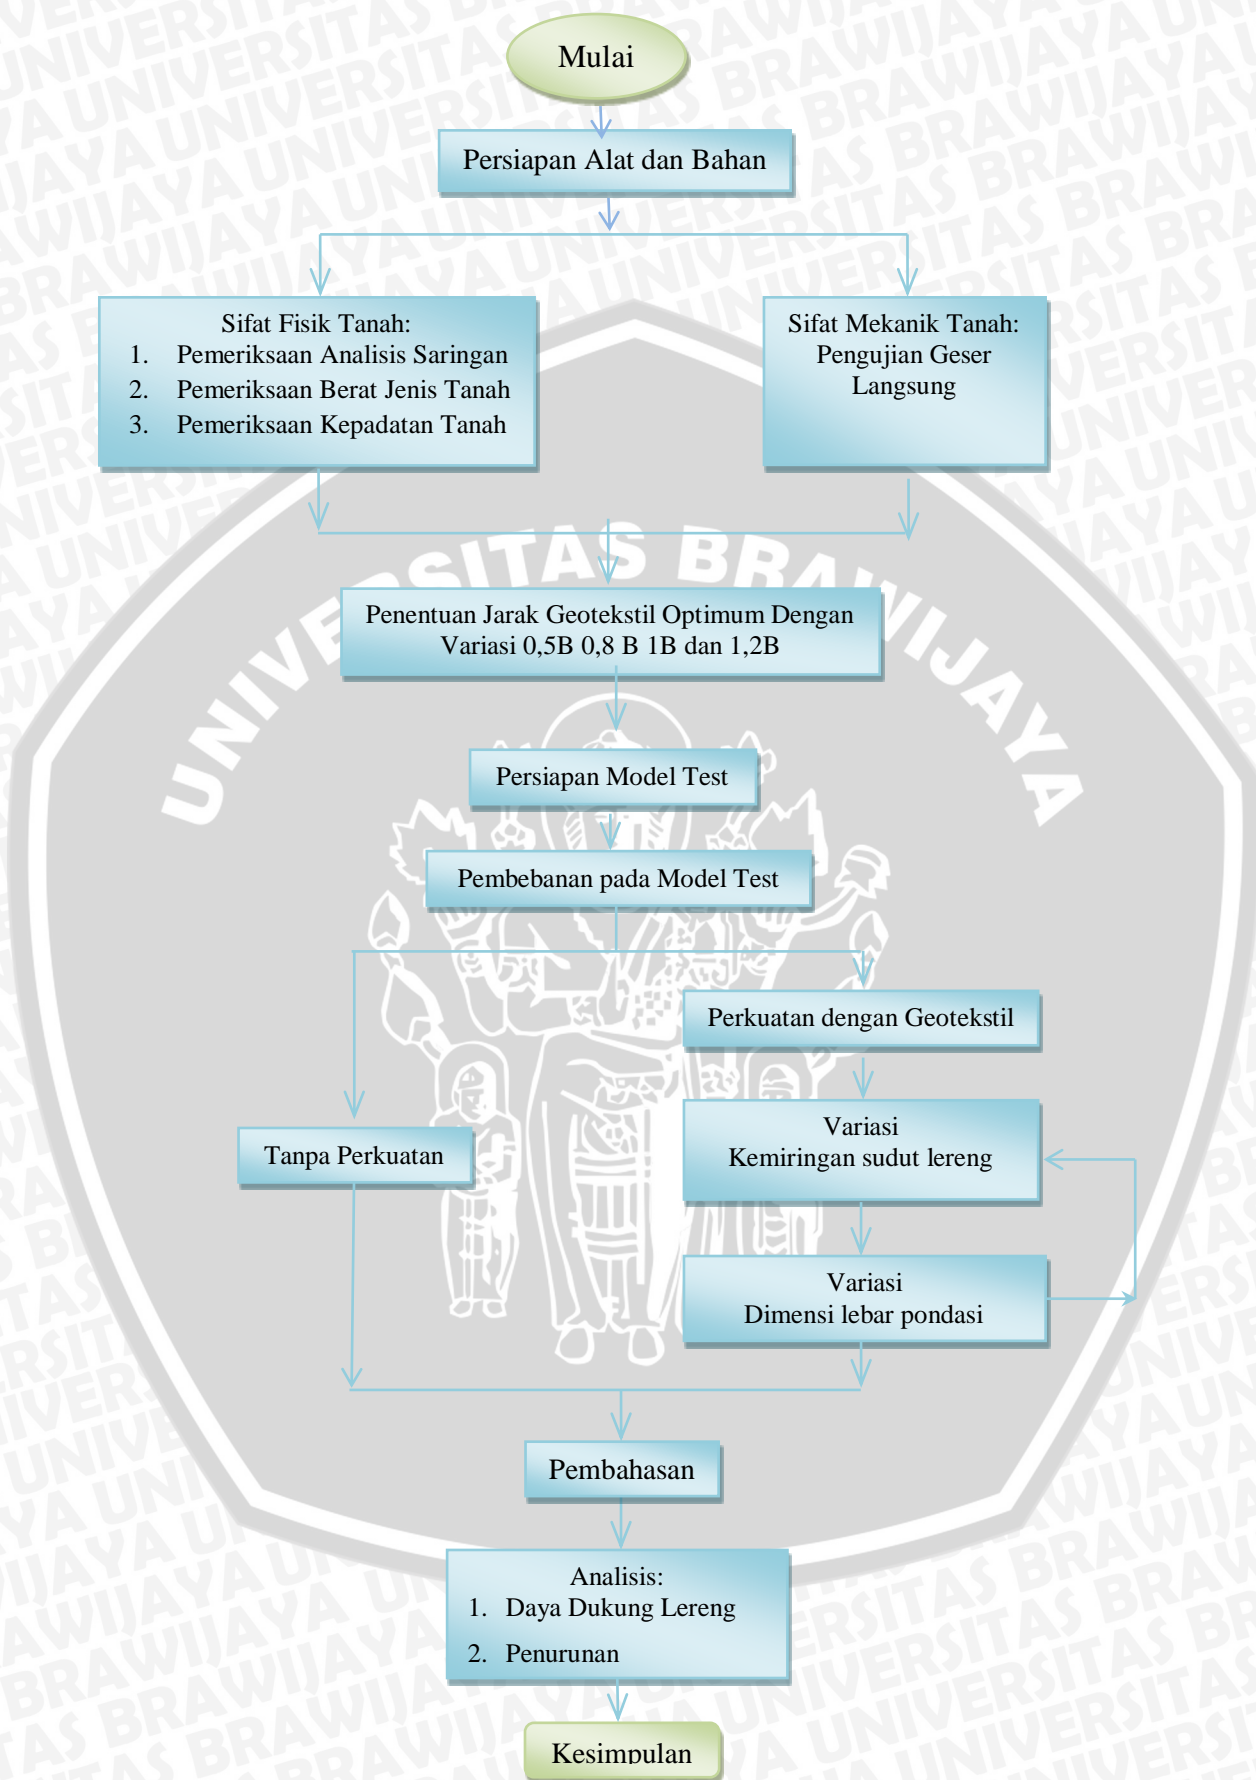 Mulai
Persiapan Alat dan Bahan
Sifat Fisik Tanah:
1. Pemeriksaan Analisis Saringan
2. Pemeriksaan Berat Jenis Tanah
3. Pemeriksaan Kepadatan Tanah
Sifat Mekanik Tanah:
Pengujian Geser
Langsung
UNIVERSITAS BRAWIJAYA
Penentuan Jarak Geotekstil Optimum Dengan
Variasi 0,5B 0,8 B 1B dan 1,2B
Persiapan Model Test
Pembebanan pada Model Test
Perkuatan dengan Geotekstil
Variasi
Kemiringan sudut lereng
Tanpa Perkuatan
Variasi
Dimensi lebar pondasi
Pembahasan
Analisis:
1. Daya Dukung Lereng
2. Penurunan
Kesimpulan